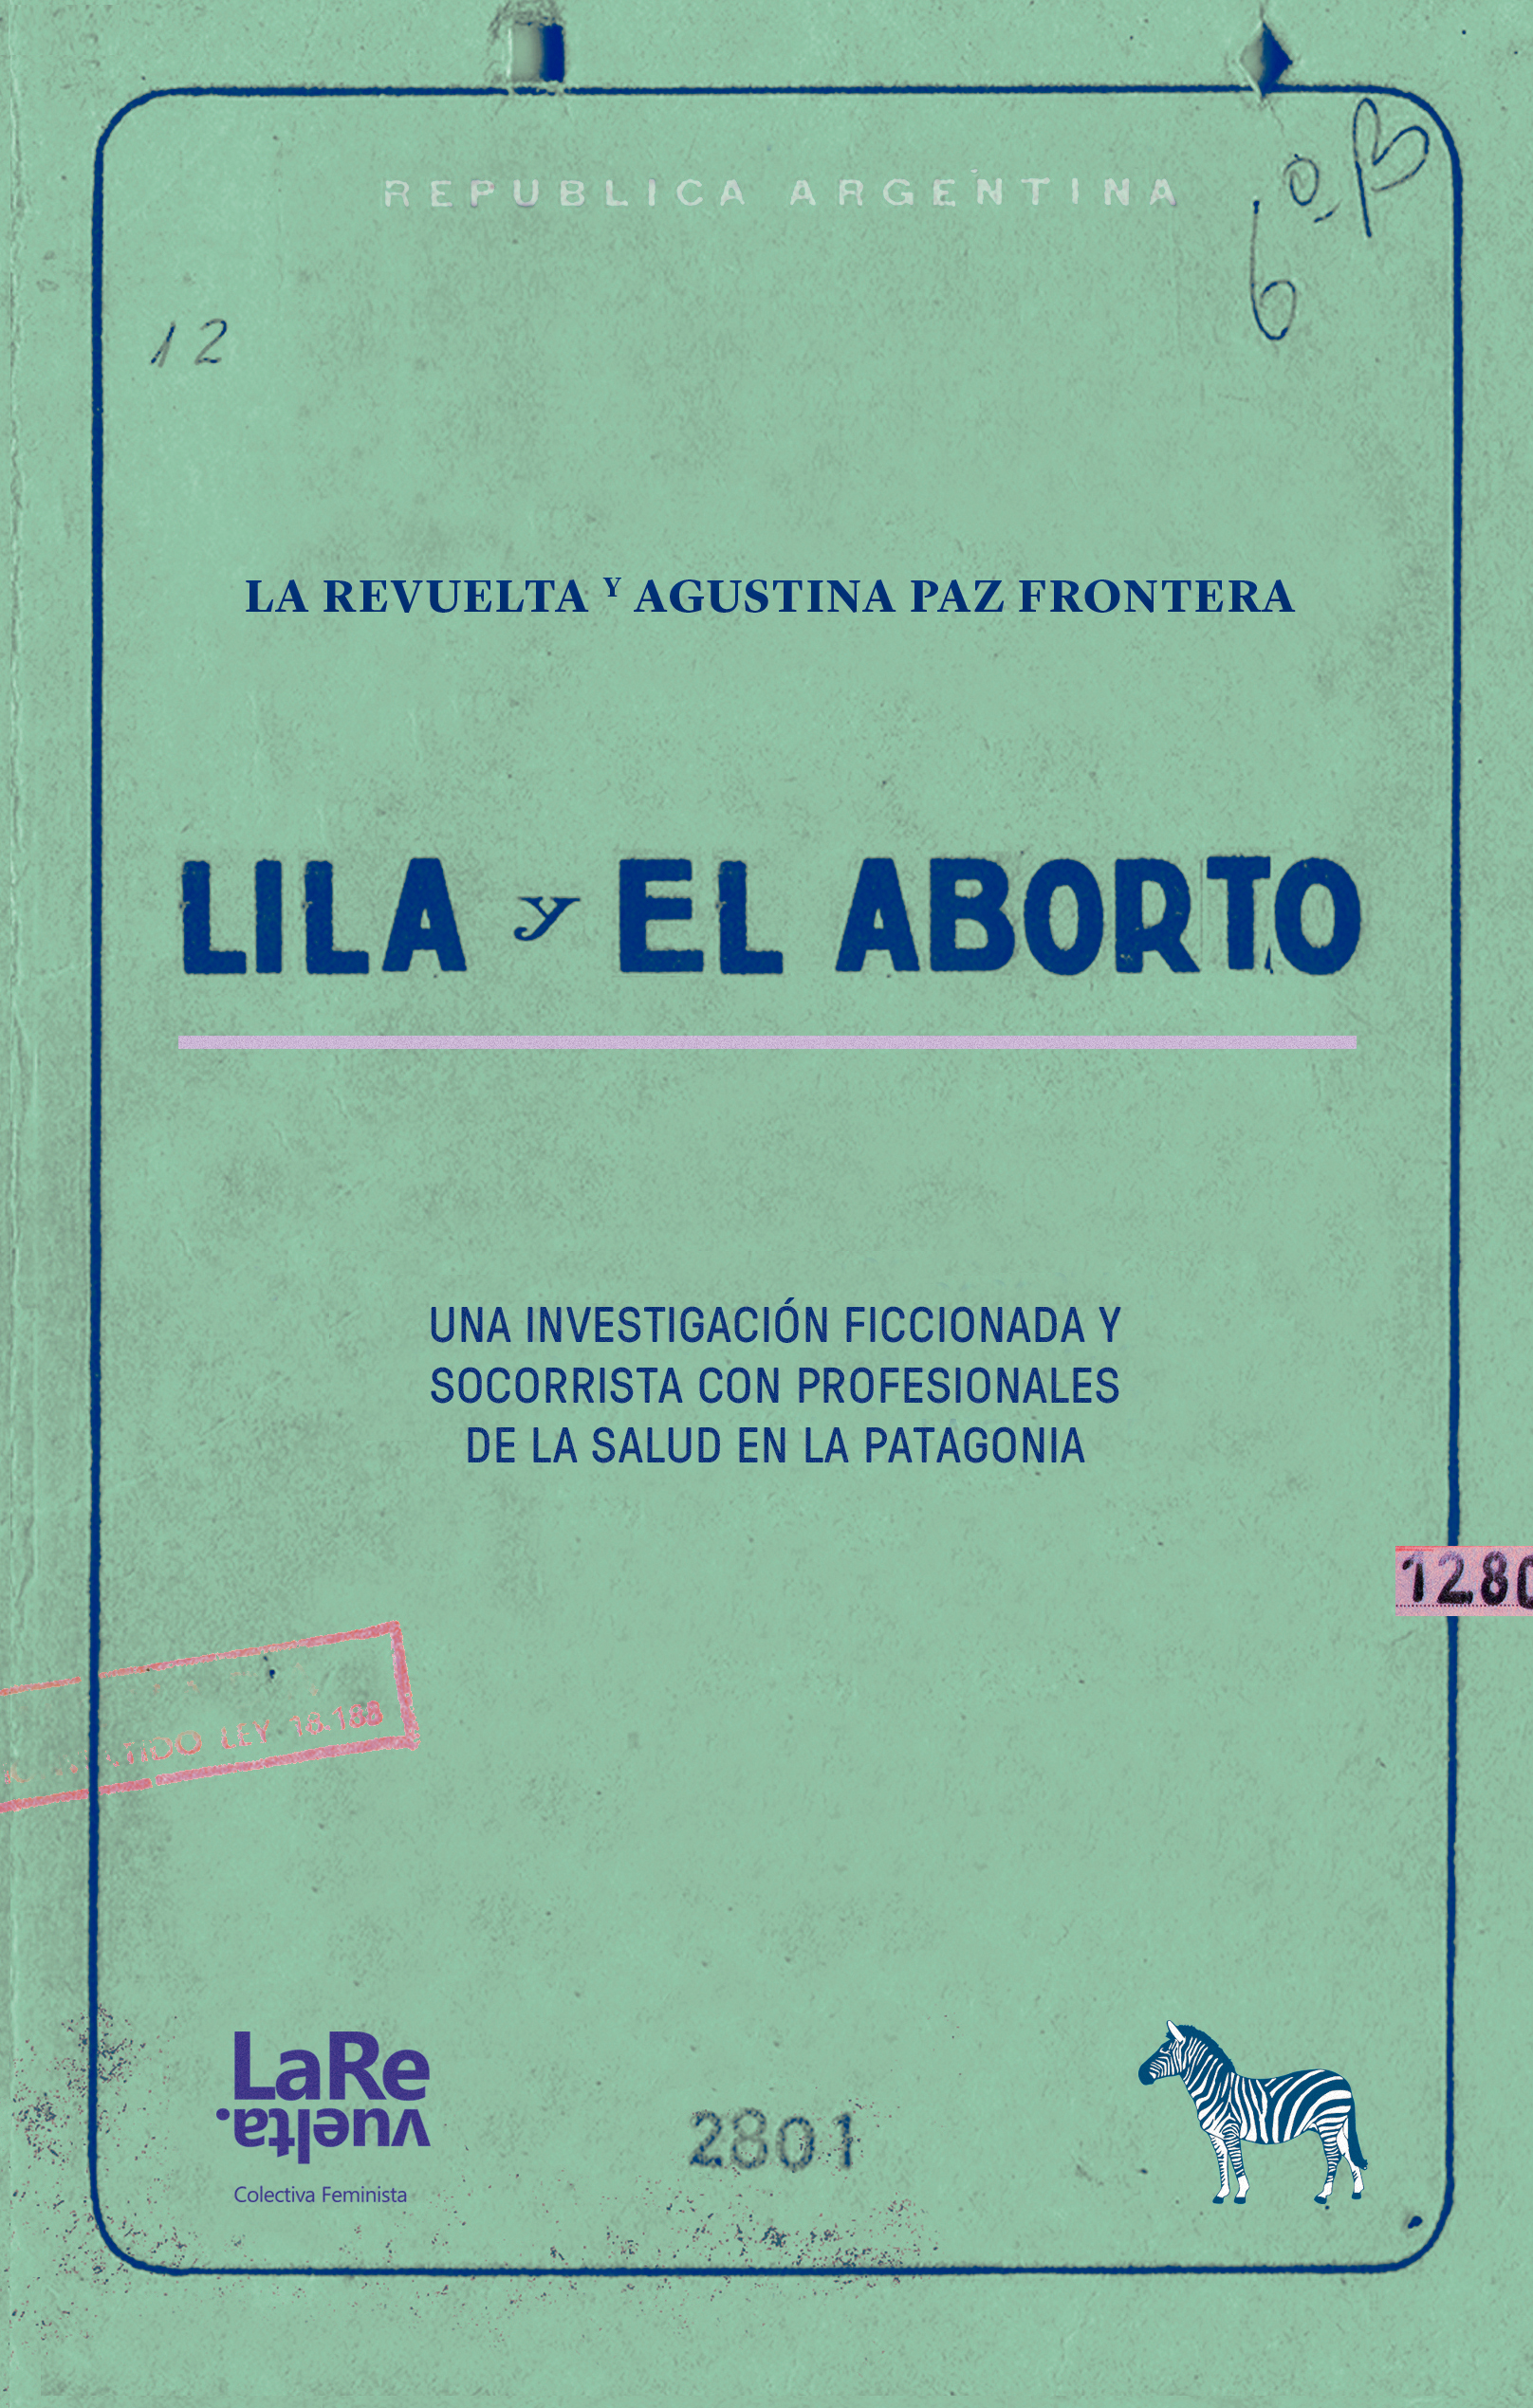 REPUBLICA ARGENTINA
6º B
12
LA REVUELTA Y AGUSTINA PAZ FRONTERA
LILA y EL ABORTO
UNA INVESTIGACIÓN FICCIONADA Y
SOCORRISTA CON PROFESIONALES
DE LA SALUD EN LA PATAGONIA
1280
LEY 18.188
LaRe
vuelta.
Colectiva Feminista
2801